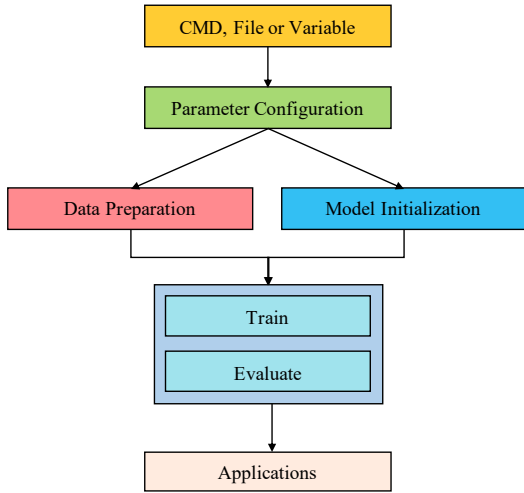 CMD, File or Variable
Parameter Configuration
Data Preparation
Model Initialization
Train
Evaluate
Applications